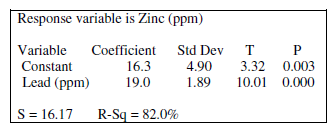 Response variable is Zinc (ppm)
Variable Coefficient Std Dev T P
Constant 16.3 4.90 3.32 0.003
Lead (ppm) 19.0 1.89 10.01 0.000
S = 16.17 R-Sq = 82.0%